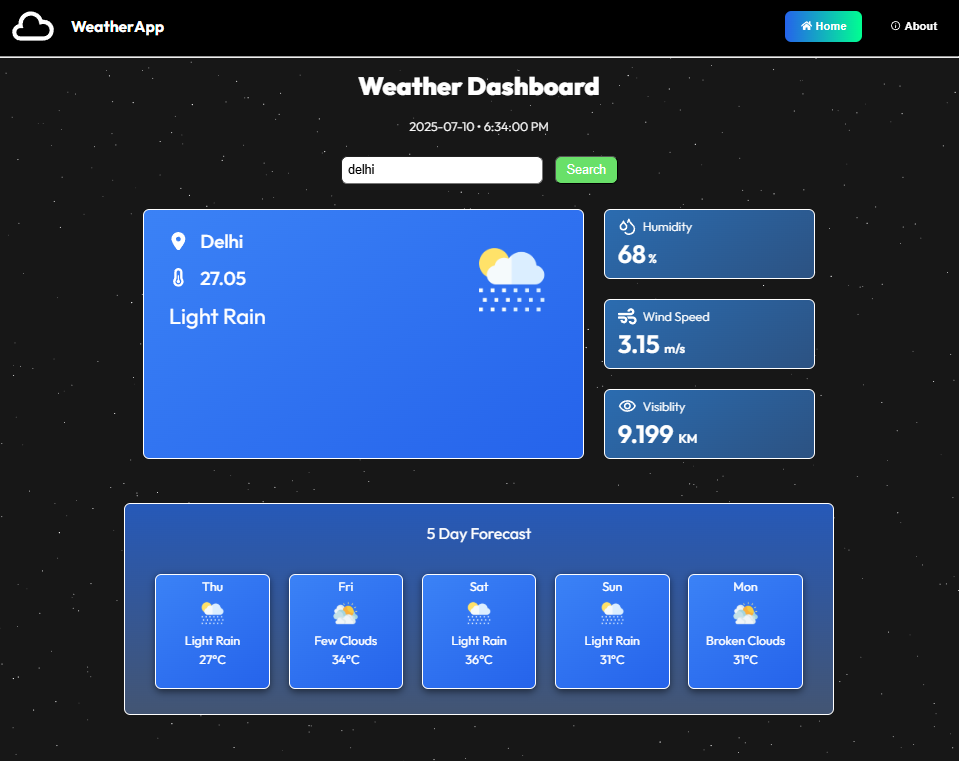 WeatherApp
Home
About
Weather Dashboard
2025-07-10 • 6:34:00 PM
delhi
Search
Delhi
27.05
Light Rain
Humidity
68 %
Wind Speed
3.15 m/s
Visiblity
9.199 KM
5 Day Forecast
Thu
Light Rain
27°C
Fri
Few Clouds
34°C
Sat
Light Rain
36°C
Sun
Light Rain
31°C
Mon
Broken Clouds
31°C